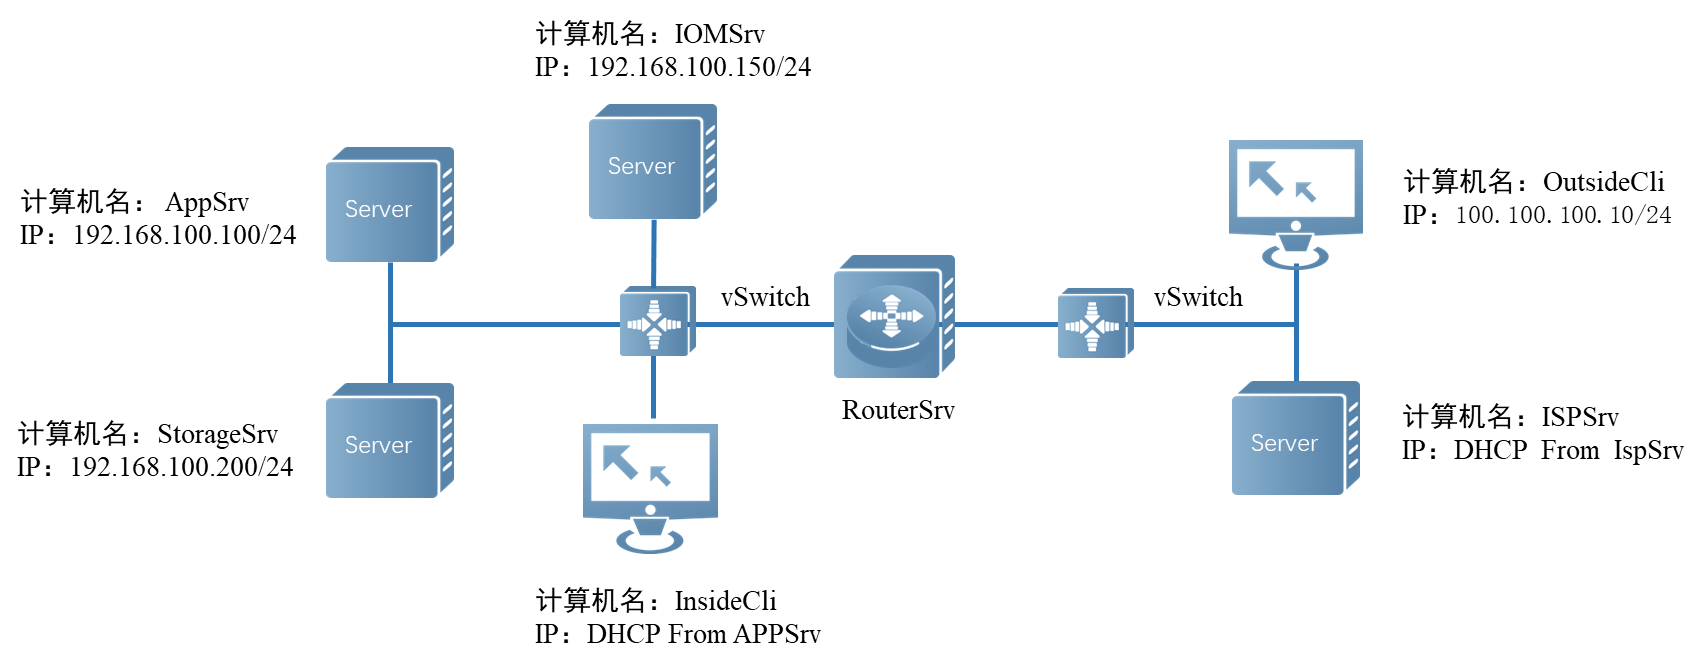 计算机名：IOMSrv
IP：192.168.100.150/24
Server
计算机名： AppSrv
IP：192.168.100.100/24
Server
计算机名：OutsideCli
IP：100.100.100.10/24
vSwitch
vSwitch
RouterSrv
计算机名：StorageSrv
IP：192.168.100.200/24
Server
Server
计算机名：ISPSrv
IP：DHCP From IspSrv
计算机名：InsideCli
IP：DHCP From APPSrv